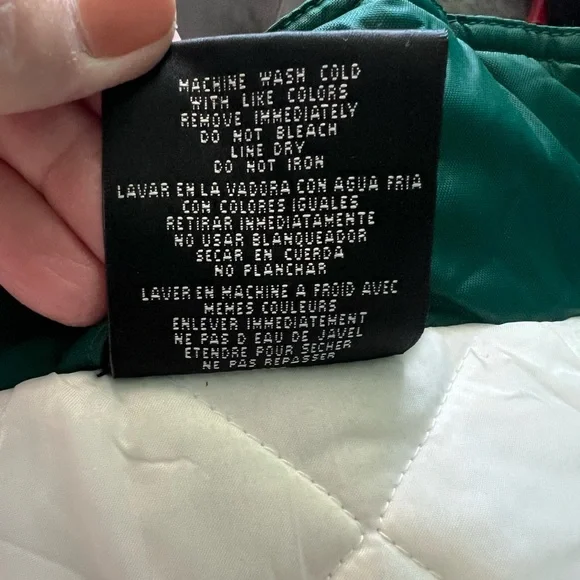 MACHINE WASH COLD
WITH LIKE COLORS
REMOVE IMMEDIATELY
DO NOT BLEACH
LINE DRY
DO NOT IRON
LAVAR EN LA VADORA CON AGUA FRIA
CON COLORES IGUALES
RETIRAR INMEDIATAMENTE
NO USAR BLANQUEADOR
SECAR EN CUERDA
NO PLANCHAR
LAVER EN MACHINE A FROID AVEC
MEMES COULEURS
ENLEVER IMMEDIATEMENT
NE PAS D EAU DE JAVEL
ETENDRE POUR SECHER
NE PAS REPASSER